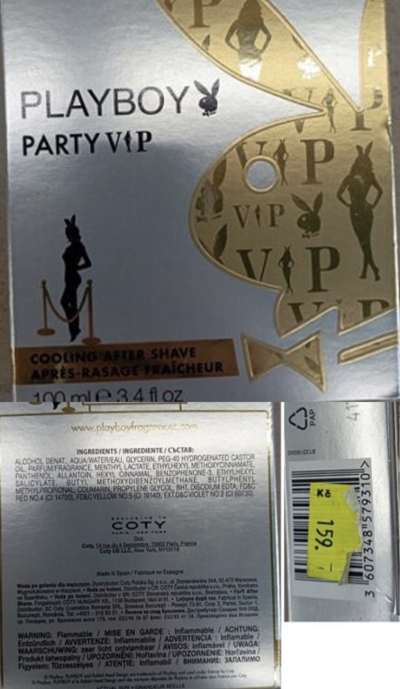 VIP
PLAYBOY
PARTY VIP
VIP
VIP
VIP
VIP
COOLING AFTER SHAVE
APRÈS-RASAGE FRAÎCHEUR
100 ml e 3.4 fl oz
www.playboyfragrances.com
INGREDIENTS / INGREDIENTE / СЪСТАВ:
ALCOHOL DENAT., AQUA/WATER/EAU, GLYCERIN, PEG-40 HYDROGENATED CASTOR
OIL, PARFUM/FRAGRANCE, MENTHYL LACTATE, ETHYLHEXYL METHOXYCINNAMATE,
PANTHENOL, ALLANTOIN, HEXYL CINNAMAL, BENZOPHENONE-3, ETHYLHEXYL
SALICYLATE, BUTYL METHOXYDIBENZOYLMETHANE, BUTYLPHENYL
METHYLPROPIONAL, COUMARIN, PROPYLENE GLYCOL, BHT, DISODIUM EDTA, FD&C
RED NO.4 (CI 14700), FD&C YELLOW NO.5 (CI 19140), EXT. D&C VIOLET NO.2 (CI 60730).
COTY
PARIS NEW YORK
Coty US LLC, New York, NY10118
Made in Spain / Fabriqué en Espagne
WARNING: Flammable / MISE EN GARDE : Inflammable / ACHTUNG:
Entzündlich / AVVERTENZE: Infiammabile / ADVERTENCIA : Inflamable /
WAARSCHUWING: zeer licht ontvlambaar / AVISOS: inflamável / UWAGA:
Produkt łatwopalny / UPOZORNĚNÍ: Hořlavina / UPOZORNENIE: Horľavina /
Figyelem: Tűzveszélyes / ATENȚIE: Inflamabil / ВНИМАНИЕ: ЗАПАЛИМО
PAP
Kč
159.-
3 607348 579310 >